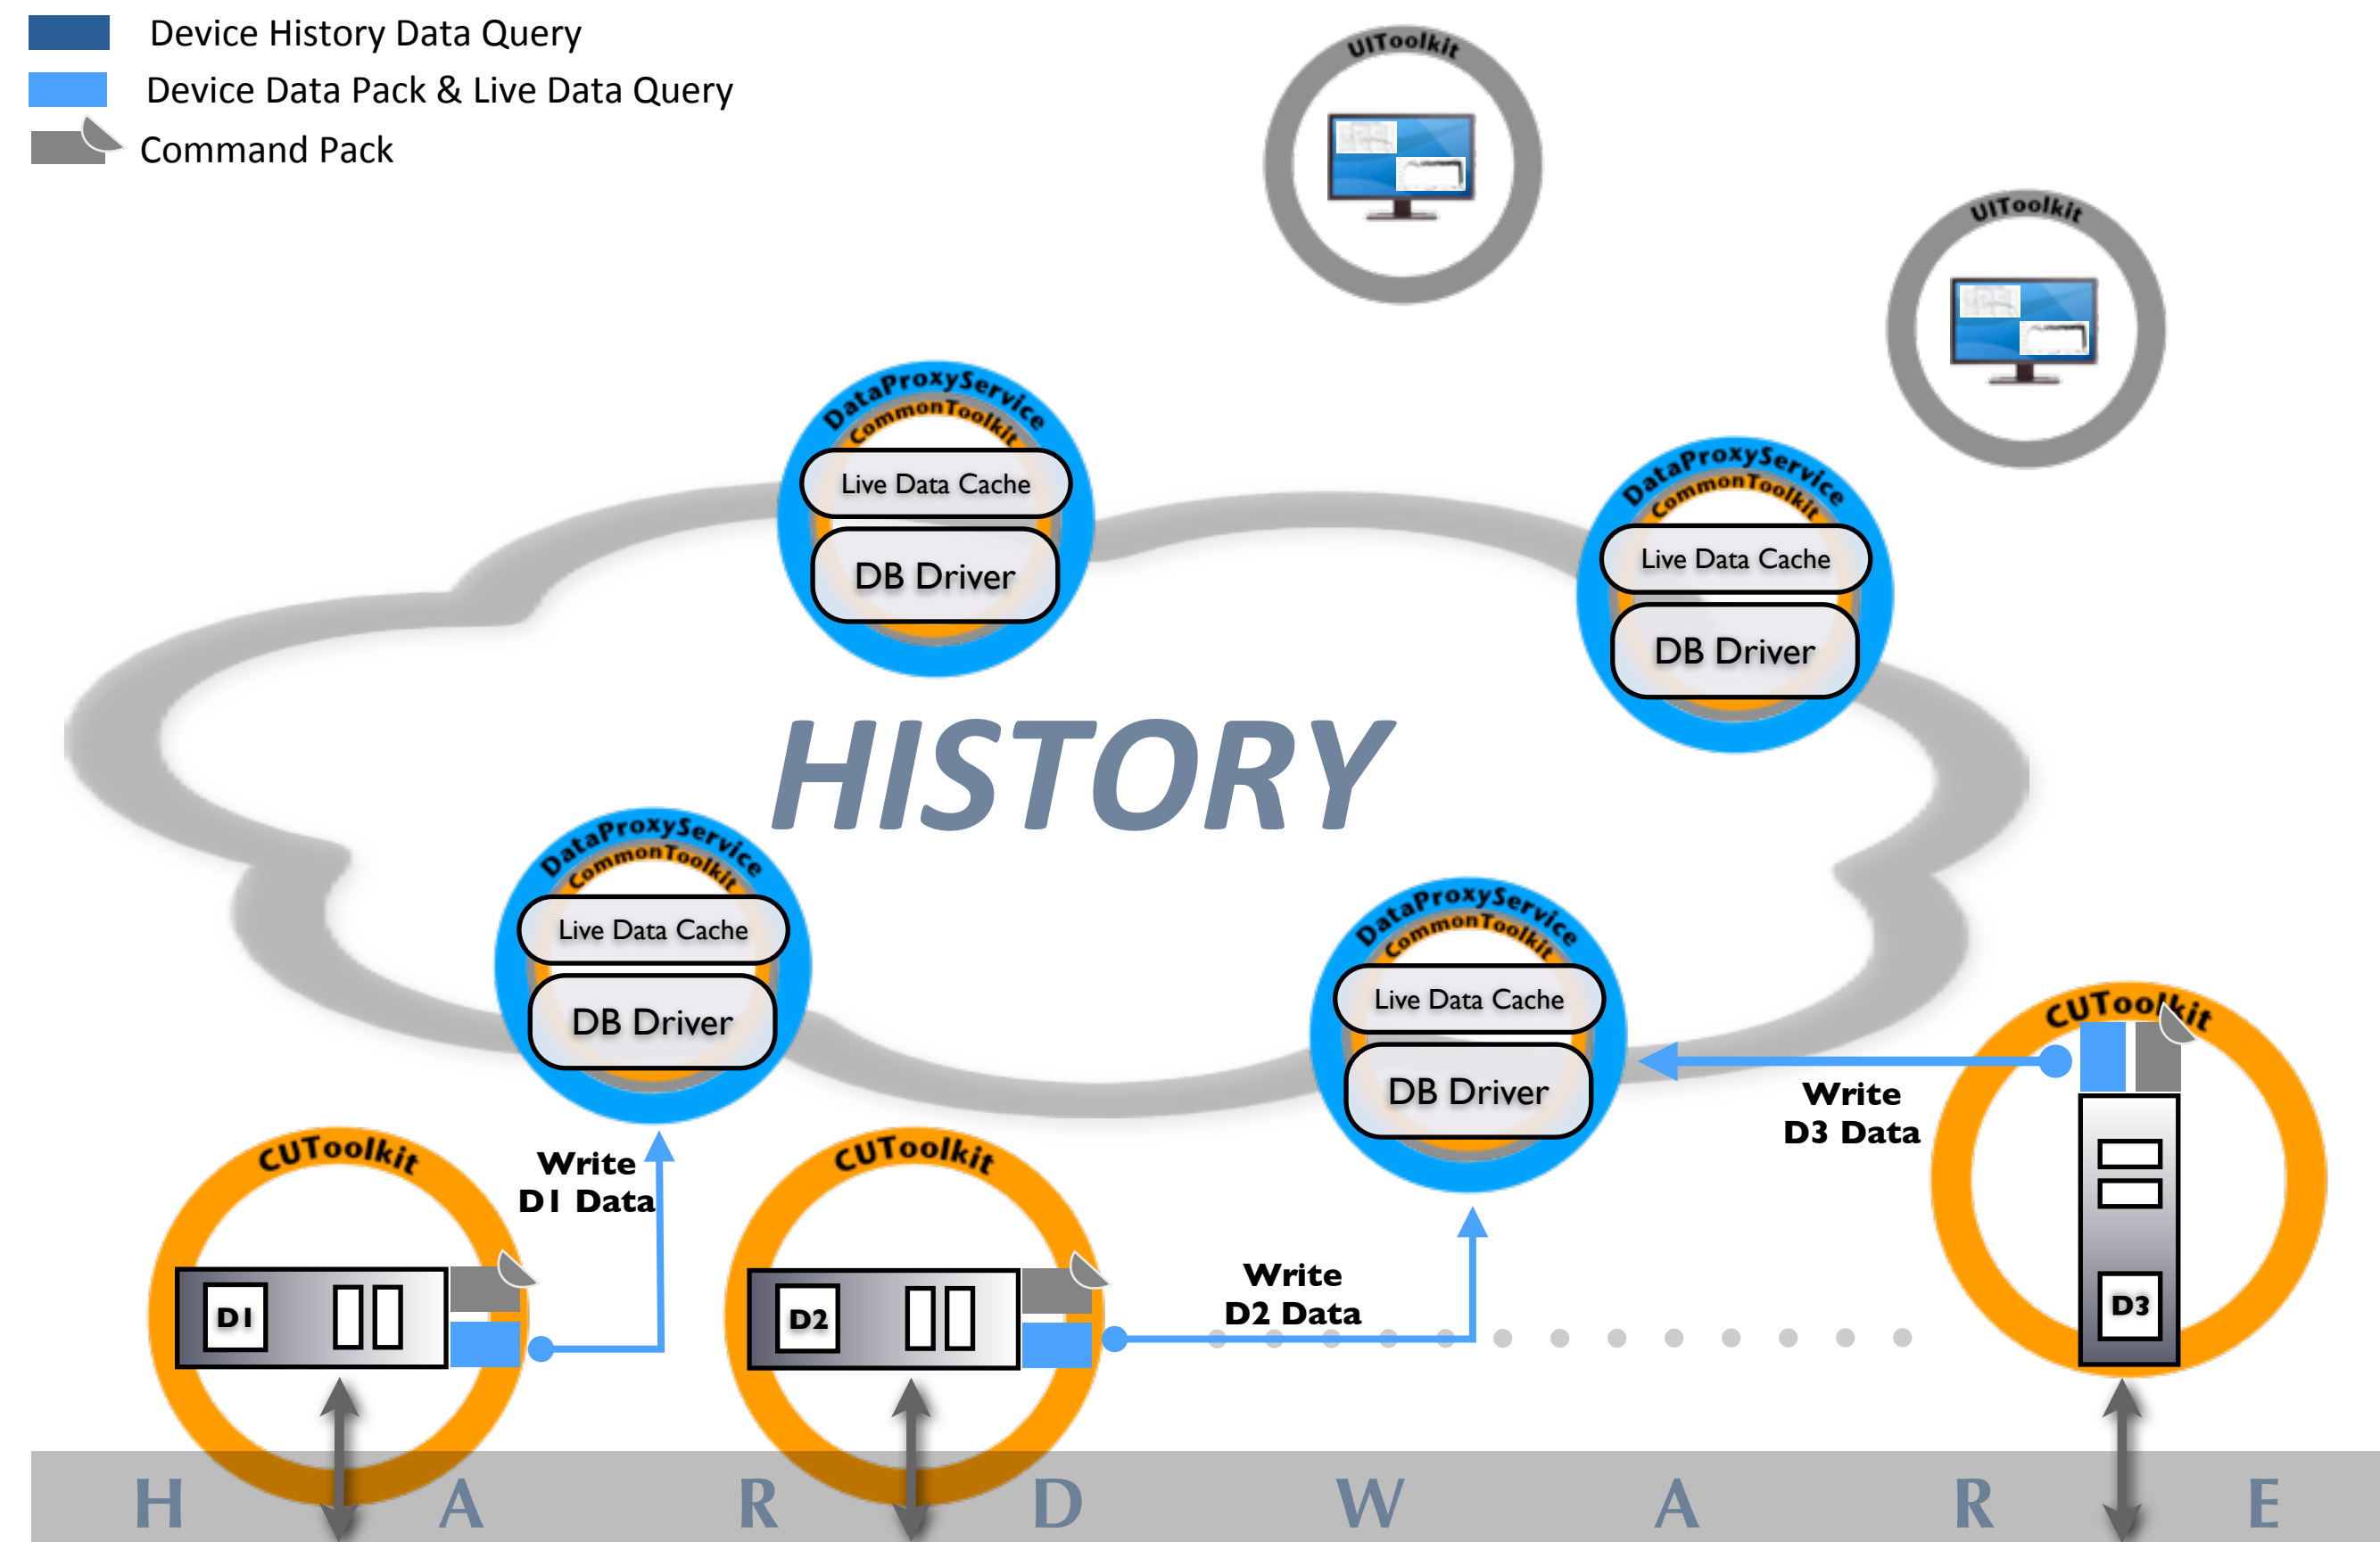 Device History Data Query
Device Data Pack & Live Data Query
Command Pack
UIToolkit
UIToolkit
DataProxyService
CommonToolkit
Live Data Cache
DB Driver
DataProxyService
CommonToolkit
Live Data Cache
DB Driver
HISTORY
DataProxyService
CommonToolkit
Live Data Cache
DB Driver
DataProxyService
CommonToolkit
Live Data Cache
DB Driver
CUToolkit
Write
D3 Data
D3
CUToolkit
Write
D1 Data
D1
CUToolkit
D2
Write
D2 Data
H A R D W A R E